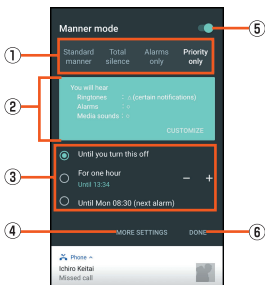 Manner mode ⑤
① Standard manner Total silence Alarms only Priority only
② You will hear
Ringtones : △ (certain notifications)
Alarms : ○
Media sounds : ○
CUSTOMIZE
Until you turn this off
③ For one hour − +
Until 13:34
Until Mon 08:30 (next alarm)
④ MORE SETTINGS DONE ⑥
Phone
Ichiro Keitai
Missed call